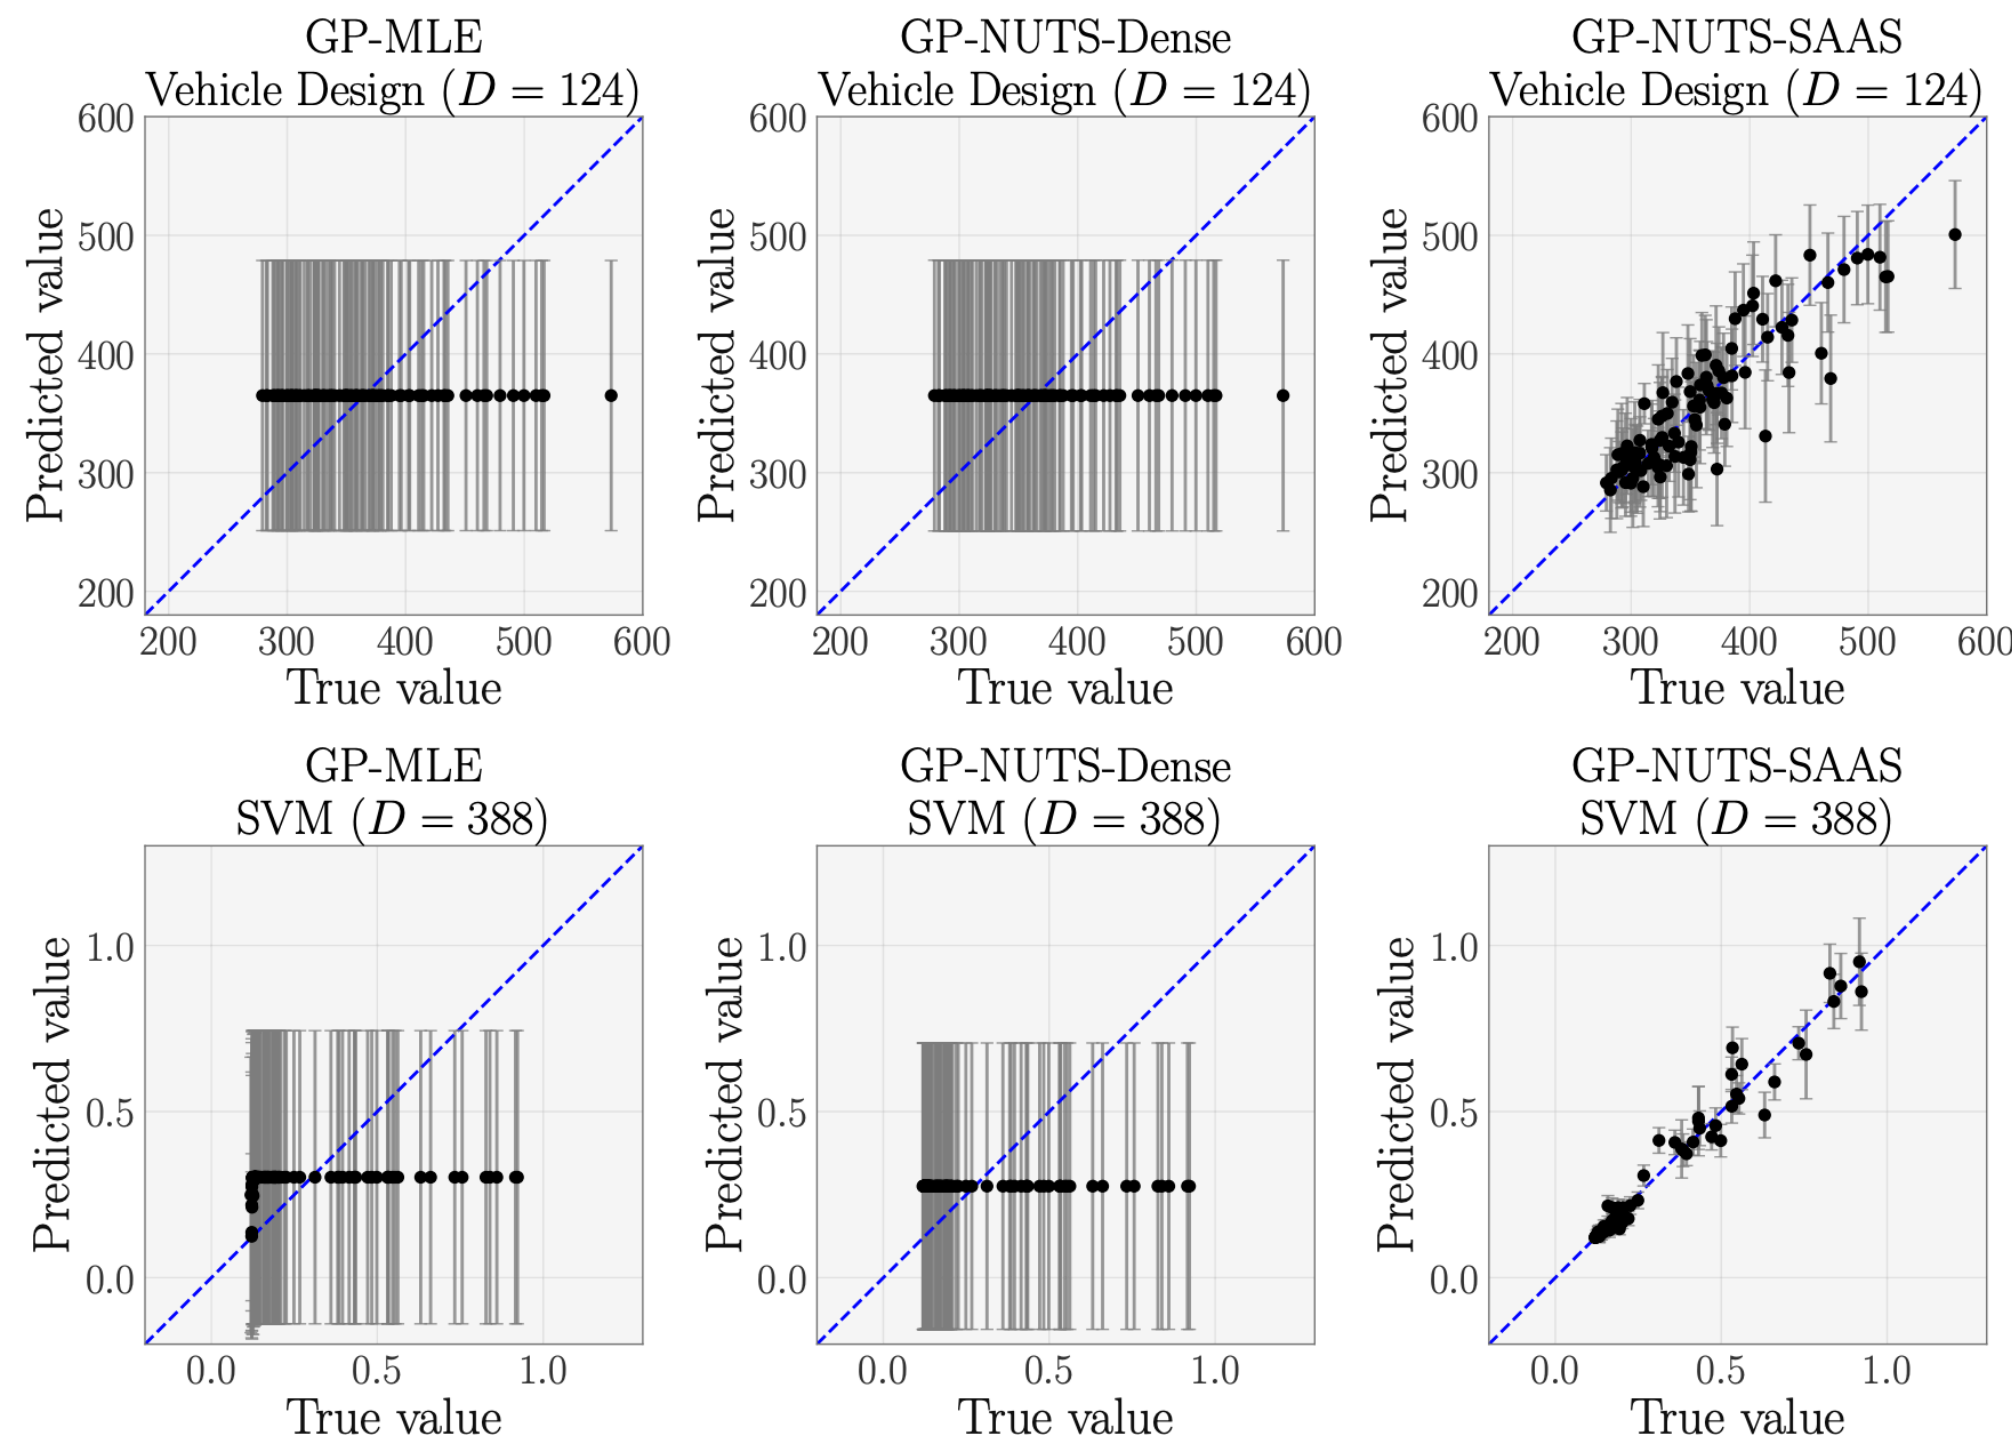 GP-MLE
Vehicle Design (D = 124)
600
500
400
300
200
Predicted value
200 300 400 500 600
True value
GP-NUTS-Dense
Vehicle Design (D = 124)
600
500
400
300
200
Predicted value
200 300 400 500 600
True value
GP-NUTS-SAAS
Vehicle Design (D = 124)
600
500
400
300
200
Predicted value
200 300 400 500 600
True value
GP-MLE
SVM (D = 388)
1.0
0.5
0.0
Predicted value
0.0 0.5 1.0
True value
GP-NUTS-Dense
SVM (D = 388)
1.0
0.5
0.0
Predicted value
0.0 0.5 1.0
True value
GP-NUTS-SAAS
SVM (D = 388)
1.0
0.5
0.0
Predicted value
0.0 0.5 1.0
True value